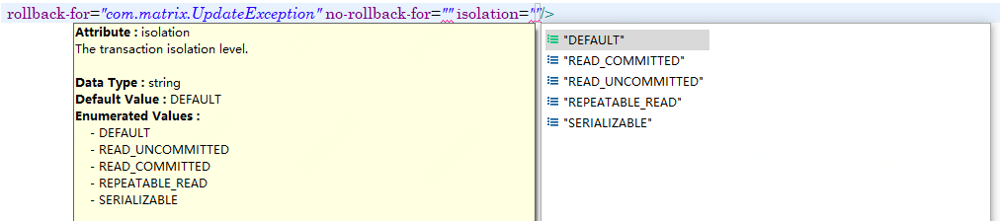 rollback-for="com.matrix.UpdateException" no-rollback-for="" isolation=""/>
Attribute : isolation
The transaction isolation level.
Data Type : string
Default Value : DEFAULT
Enumerated Values :
- DEFAULT
- READ_UNCOMMITTED
- READ_COMMITTED
- REPEATABLE_READ
- SERIALIZABLE
"DEFAULT"
"READ_COMMITTED"
"READ_UNCOMMITTED"
"REPEATABLE_READ"
"SERIALIZABLE"